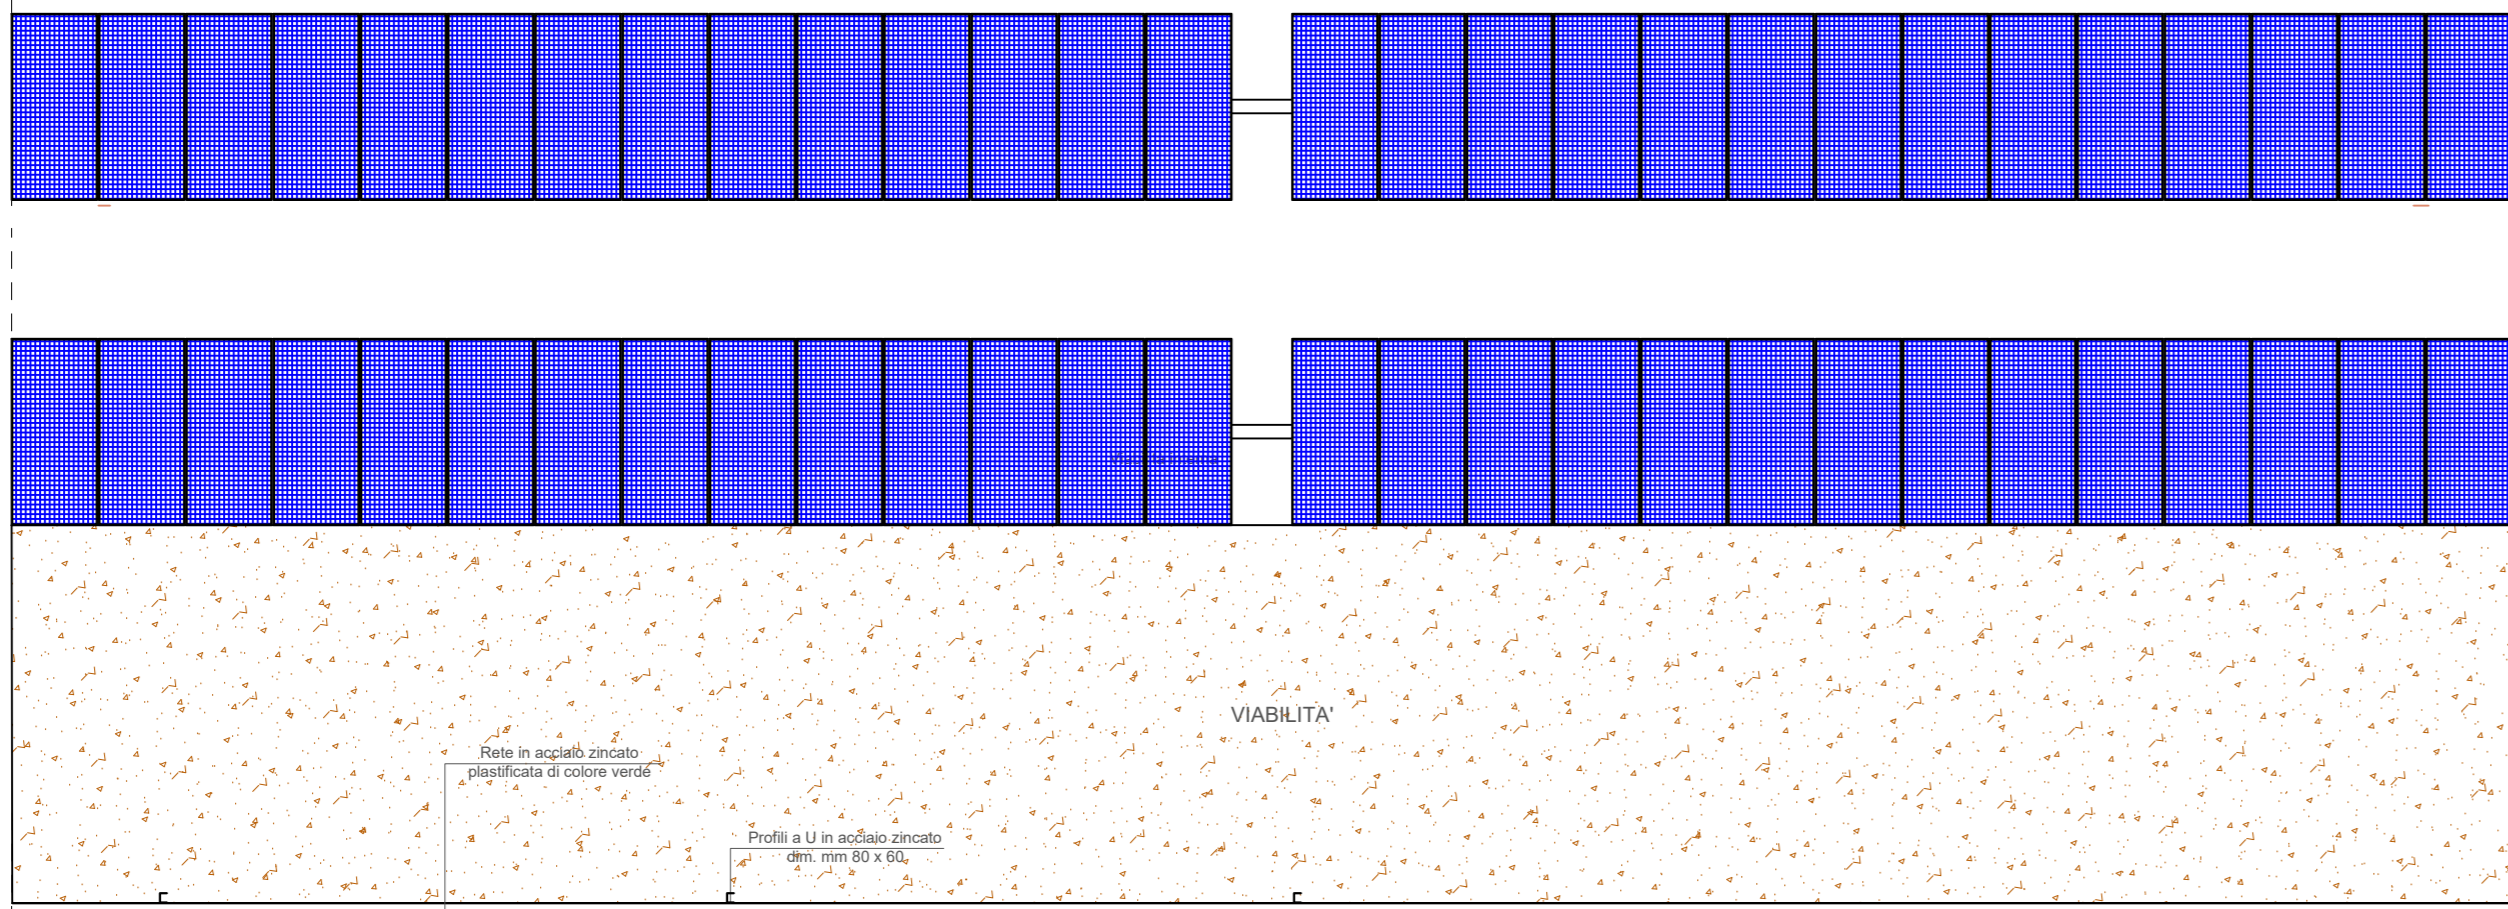 VIABILITA'
Rete in acciaio zincato
plastificata di colore verde
Profili a U in acciaio zincato
dim. mm 80 x 60